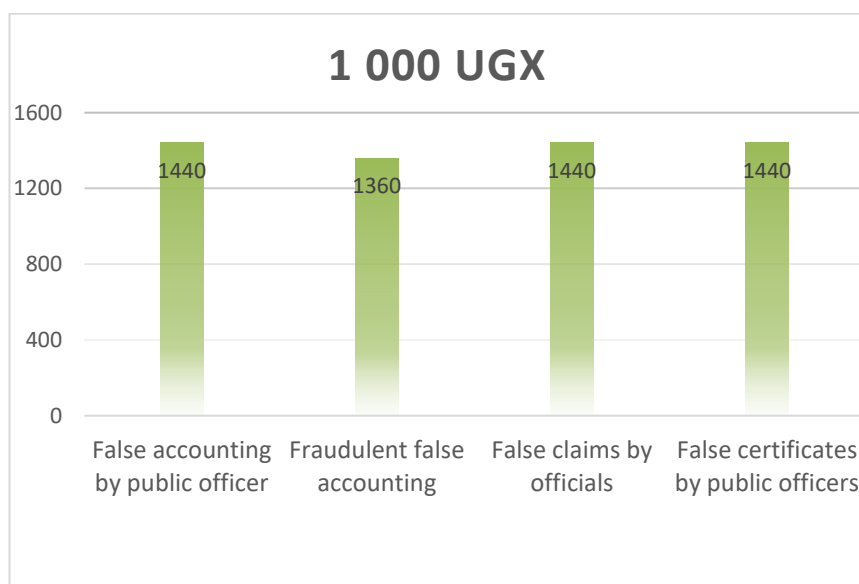 1 000 UGX
1600
1200
800
400
0
1440
1360
1440
1440
False accounting
by public officer
Fraudulent false
accounting
False claims by
officials
False certificates
by public officers